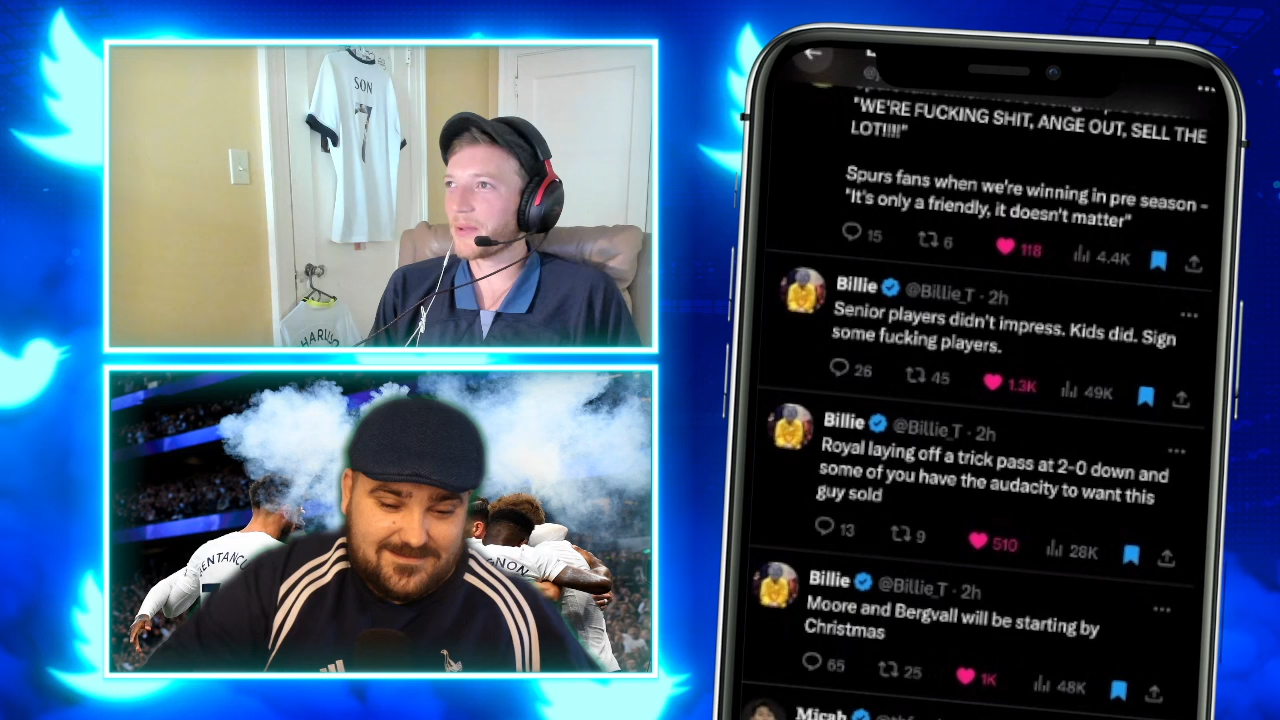 SON
7
HARLI
BENTANCU
GNON
"WE'RE FUCKING SHIT, ANGE OUT, SELL THE
LOT!!!!"
Spurs fans when we're winning in pre season -
"It's only a friendly, it doesn't matter"
15 6 118 4.4K
Billie @Billie_T · 2h
Senior players didn't impress. Kids did. Sign
some fucking players.
26 45 1.3K 49K
Billie @Billie_T · 2h
Royal laying off a trick pass at 2-0 down and
some of you have the audacity to want this
guy sold
13 9 510 28K
Billie @Billie_T · 2h
Moore and Bergvall will be starting by
Christmas
65 25 1K 48K
Micah